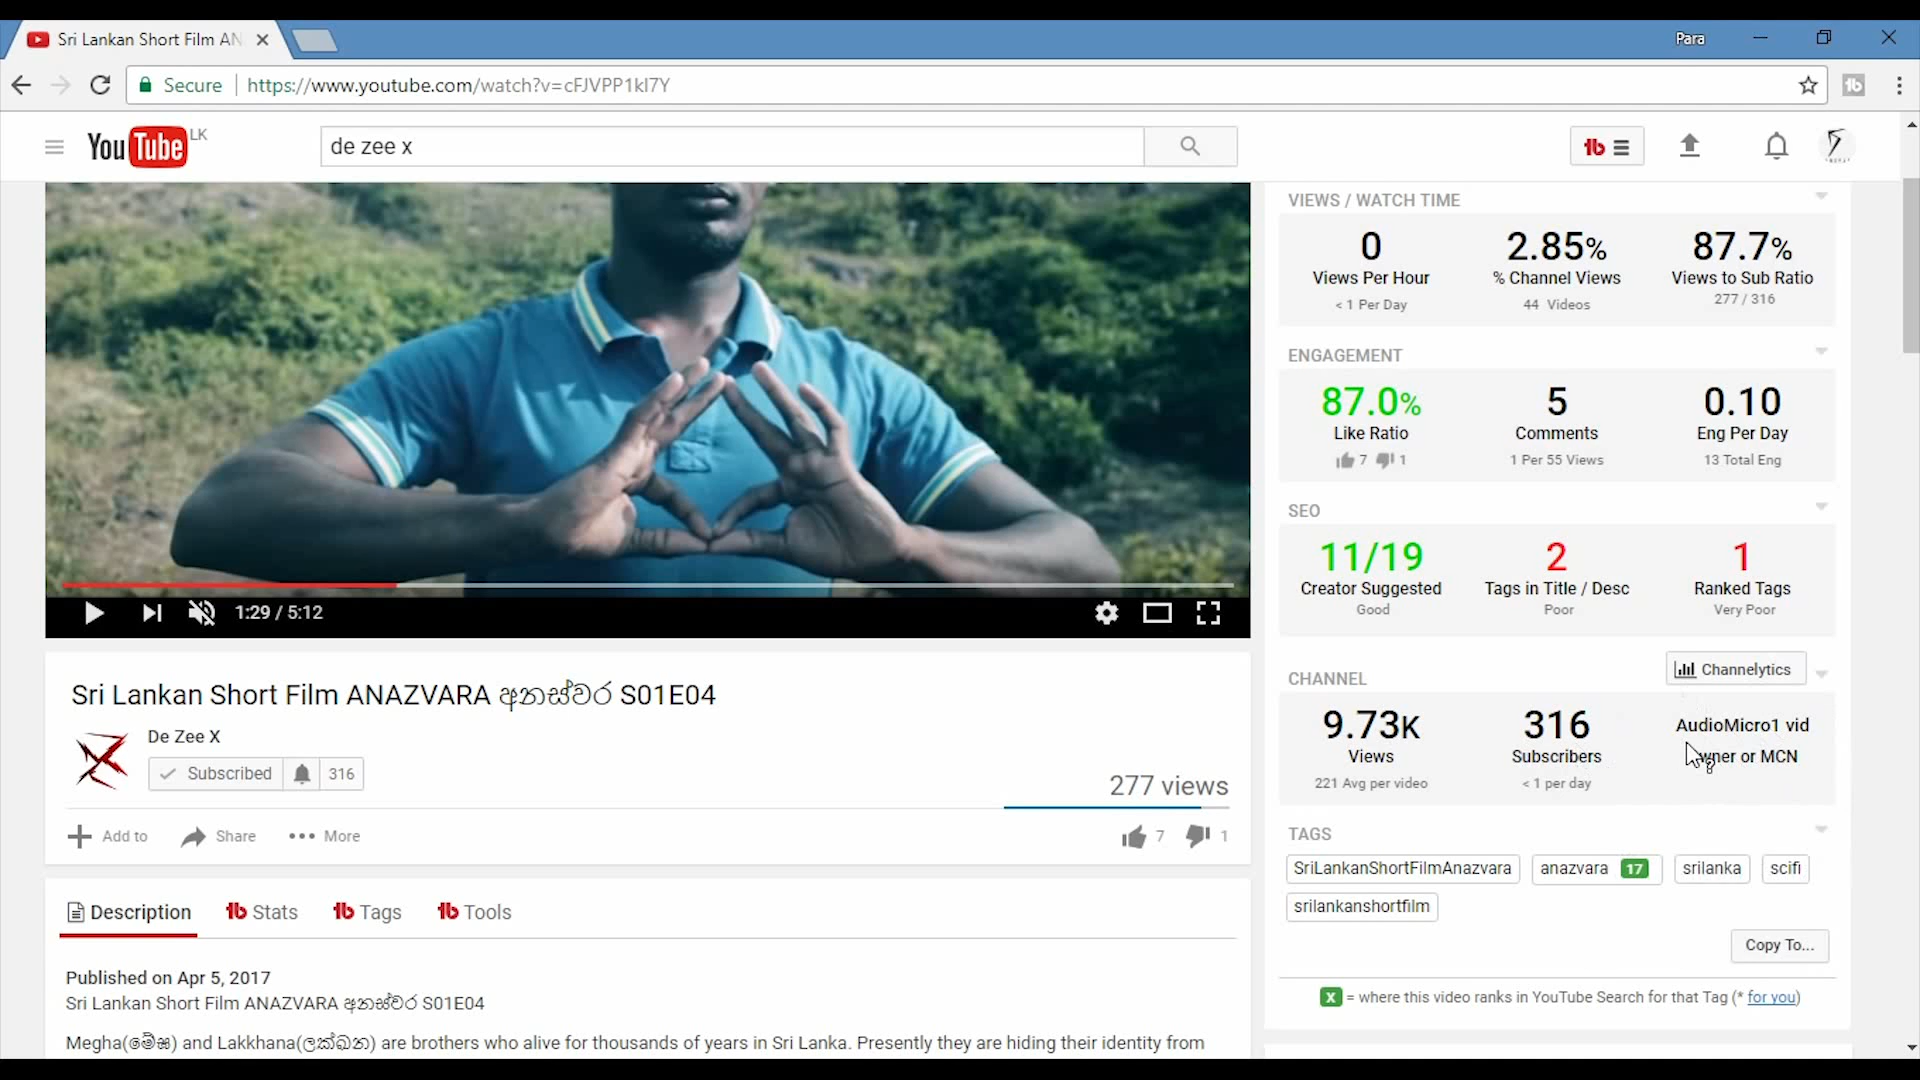 Sri Lankan Short Film AN
Para
Secure
https://www.youtube.com/watch?v=cFJVPP1kI7Y
YouTube LK
de zee x
1:29 / 5:12
Sri Lankan Short Film ANAZVARA අනස්වර S01E04
De Zee X
Subscribed 316
277 views
Add to Share More 7 1
Description Stats Tags Tools
Published on Apr 5, 2017
Sri Lankan Short Film ANAZVARA අනස්වර S01E04
Megha(මේඝ) and Lakkhana(ලක්ඛන) are brothers who alive for thousands of years in Sri Lanka. Presently they are hiding their identity from
VIEWS / WATCH TIME
0 2.85% 87.7%
Views Per Hour % Channel Views Views to Sub Ratio
< 1 Per Day 44 Videos 277 / 316
ENGAGEMENT
87.0% 5 0.10
Like Ratio Comments Eng Per Day
7 1 1 Per 55 Views 13 Total Eng
SEO
11/19 2 1
Creator Suggested Tags in Title / Desc Ranked Tags
Good Poor Very Poor
CHANNEL Channelytics
9.73K 316 AudioMicro1 vid
Views Subscribers wner or MCN
221 Avg per video < 1 per day
TAGS
SriLankanShortFilmAnazvara anazvara 17 srilanka scifi
srilankanshortfilm
Copy To...
x = where this video ranks in YouTube Search for that Tag (* for you)